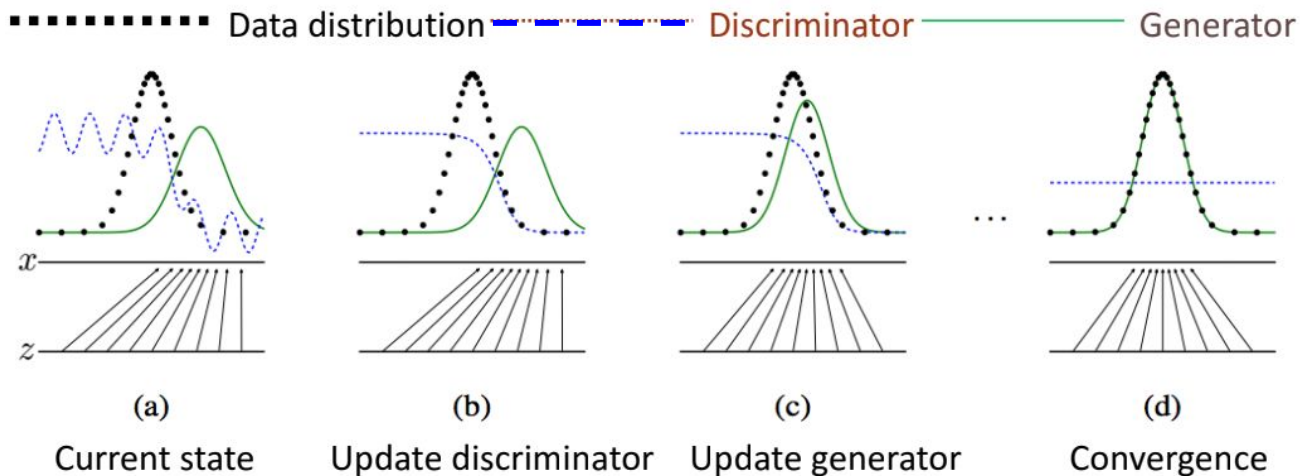 Data distribution Discriminator Generator
...
x
z
(a) (b) (c) (d)
Current state Update discriminator Update generator Convergence